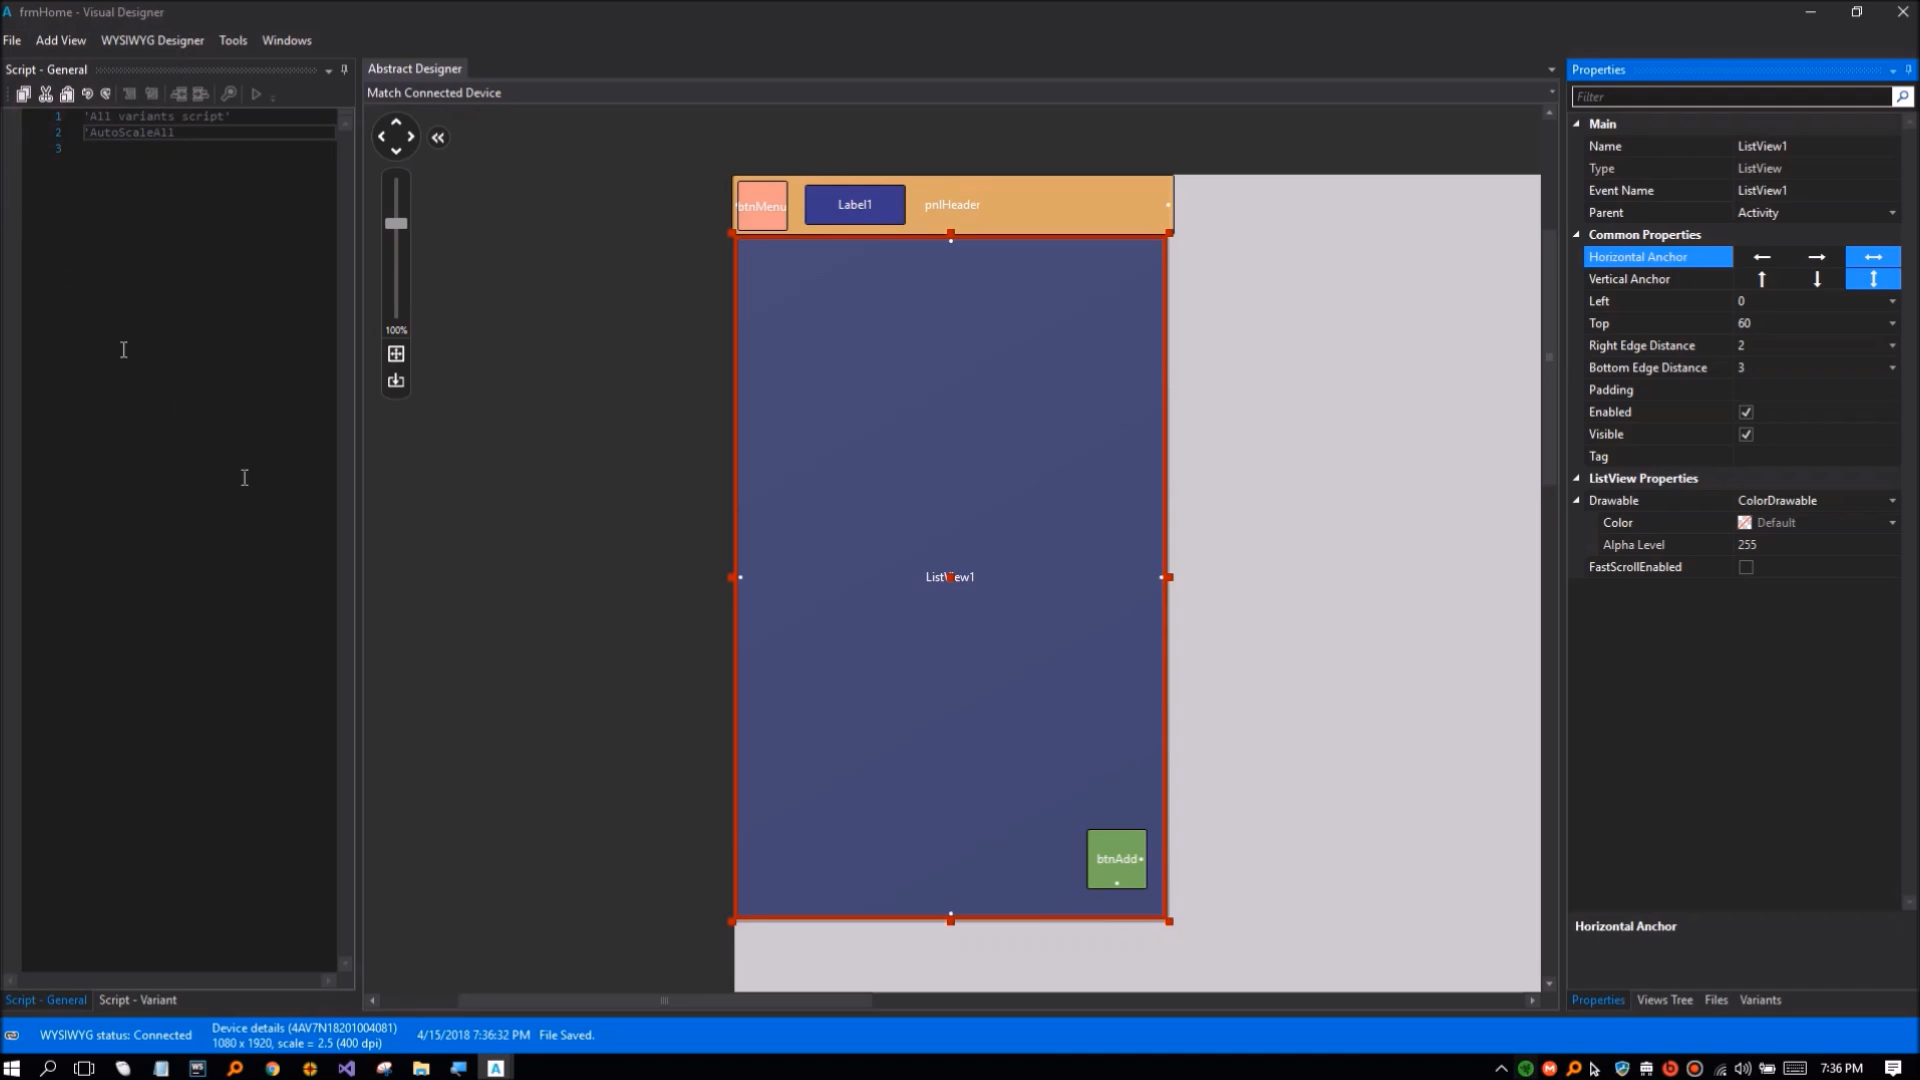 frmHome - Visual Designer
File Add View WYSIWYG Designer Tools Windows
Script - General
1 'All variants script'
2 'AutoScaleAll
3
Script - General Script - Variant
Abstract Designer
Match Connected Device
100%
btnMenu Label1 pnlHeader
ListView1
btnAdd
Properties
Filter
Main
Name ListView1
Type ListView
Event Name ListView1
Parent Activity
Common Properties
Horizontal Anchor
Vertical Anchor
Left 0
Top 60
Right Edge Distance 2
Bottom Edge Distance 3
Padding
Enabled
Visible
Tag
ListView Properties
Drawable ColorDrawable
Color Default
Alpha Level 255
FastScrollEnabled
Horizontal Anchor
Properties Views Tree Files Variants
WYSIWYG status: Connected
Device details (4AV7N18201004081)
1080 x 1920, scale = 2.5 (400 dpi)
4/15/2018 7:36:32 PM File Saved.
7:36 PM